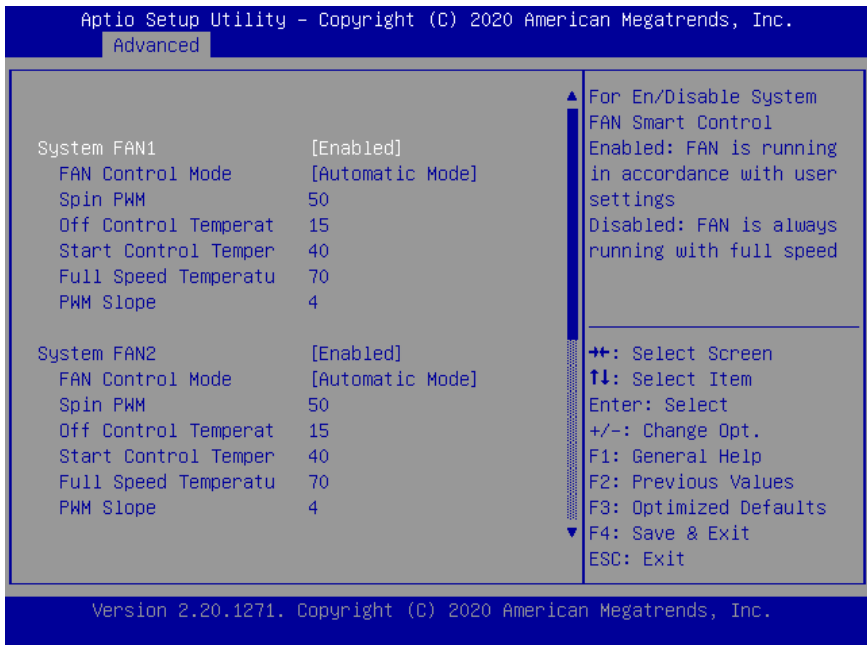 Aptio Setup Utility – Copyright (C) 2020 American Megatrends, Inc.
Advanced
System FAN1 [Enabled]
FAN Control Mode [Automatic Mode]
Spin PWM 50
Off Control Temperat 15
Start Control Temper 40
Full Speed Temperatu 70
PWM Slope 4
System FAN2 [Enabled]
FAN Control Mode [Automatic Mode]
Spin PWM 50
Off Control Temperat 15
Start Control Temper 40
Full Speed Temperatu 70
PWM Slope 4
For En/Disable System
FAN Smart Control
Enabled: FAN is running
in accordance with user
settings
Disabled: FAN is always
running with full speed
→←: Select Screen
↑↓: Select Item
Enter: Select
+/-: Change Opt.
F1: General Help
F2: Previous Values
F3: Optimized Defaults
F4: Save & Exit
ESC: Exit
Version 2.20.1271. Copyright (C) 2020 American Megatrends, Inc.